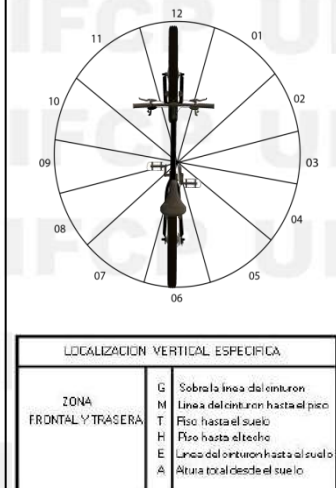 12
11
01
10
02
09
03
08
04
07
05
06
LOCALIZACION VERTICAL ESPECIFICA
ZONA
FRONTAL Y TRASERA
G Sobre la linea del cinturon
M Linea del cinturon hasta el piso
T Piso hasta el suelo
H Piso hasta el techo
E Linea del cinturon hasta el suelo
A Altura total desde el suelo